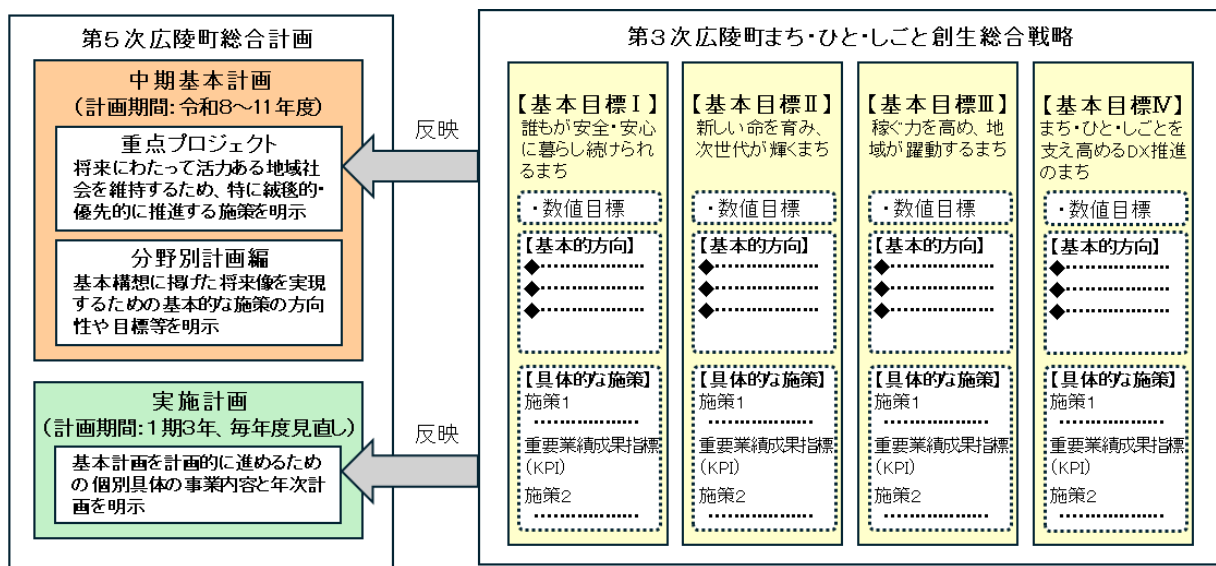 第5次広陵町総合計画
中期基本計画
(計画期間:令和8～11年度)
重点プロジェクト
将来にわたって活力ある地域社
会を維持するため、特に絨毯的・
優先的に推進する施策を明示
分野別計画編
基本構想に掲げた将来像を実現
するための基本的な施策の方向
性や目標等を明示
実施計画
(計画期間:1期3年、毎年度見直し)
基本計画を計画的に進めるため
の個別具体の事業内容と年次計
画を明示
反映
反映
第3次広陵町まち・ひと・しごと創生総合戦略
【基本目標Ⅰ】
誰もが安全・安心
に暮らし続けられ
るまち
・数値目標
【基本的方向】
◆
◆
◆
【具体的な施策】
施策1
重要業績成果指標
(KPI)
施策2
【基本目標Ⅱ】
新しい命を育み、
次世代が輝くまち
・数値目標
【基本的方向】
◆
◆
◆
【具体的な施策】
施策1
重要業績成果指標
(KPI)
施策2
【基本目標Ⅲ】
稼ぐ力を高め、地
域が躍動するまち
・数値目標
【基本的方向】
◆
◆
◆
【具体的な施策】
施策1
重要業績成果指標
(KPI)
施策2
【基本目標Ⅳ】
まち・ひと・しごとを
支え高めるDX推進
のまち
・数値目標
【基本的方向】
◆
◆
◆
【具体的な施策】
施策1
重要業績成果指標
(KPI)
施策2